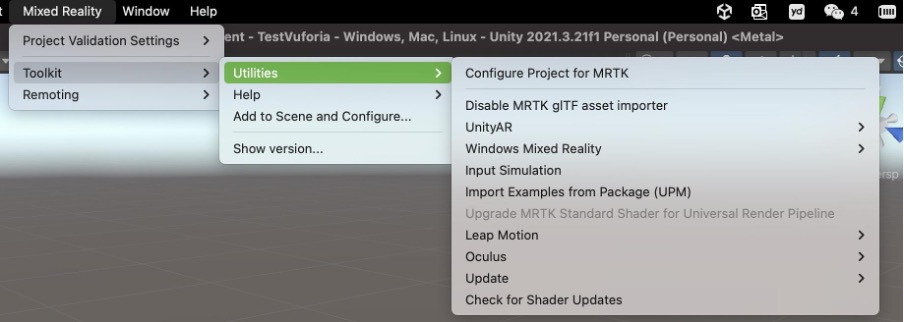 Mixed Reality Window Help
4
ent - TestVuforia - Windows, Mac, Linux - Unity 2021.3.21f1 Personal (Personal) <Metal>
Project Validation Settings
Toolkit
Remoting
Utilities
Help
Add to Scene and Configure...
Show version...
Configure Project for MRTK
Disable MRTK glTF asset importer
UnityAR
Windows Mixed Reality
Input Simulation
Import Examples from Package (UPM)
Upgrade MRTK Standard Shader for Universal Render Pipeline
Leap Motion
Oculus
Update
Check for Shader Updates
yd
ersp